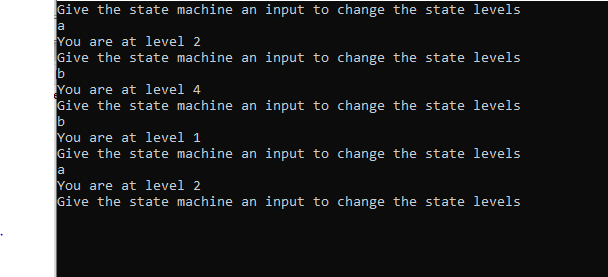 Give the state machine an input to change the state levels
a
You are at level 2
Give the state machine an input to change the state levels
b
You are at level 4
Give the state machine an input to change the state levels
b
You are at level 1
Give the state machine an input to change the state levels
a
You are at level 2
Give the state machine an input to change the state levels